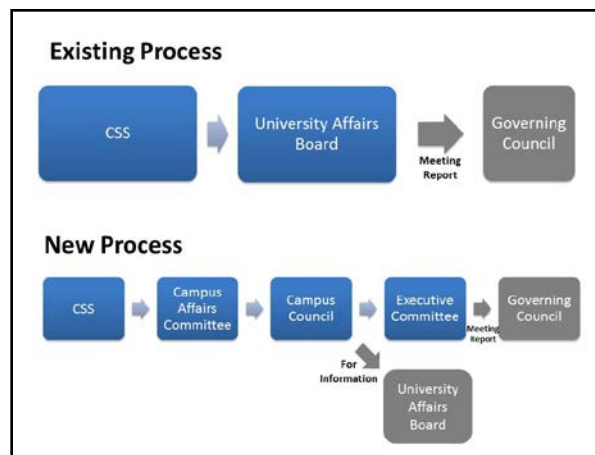 Existing Process
CSS
University Affairs
Board
Meeting
Report
Governing
Council
New Process
CSS
Campus
Affairs
Committee
Campus
Council
Executive
Committee
Meeting
Report
Governing
Council
For
Information
University
Affairs
Board